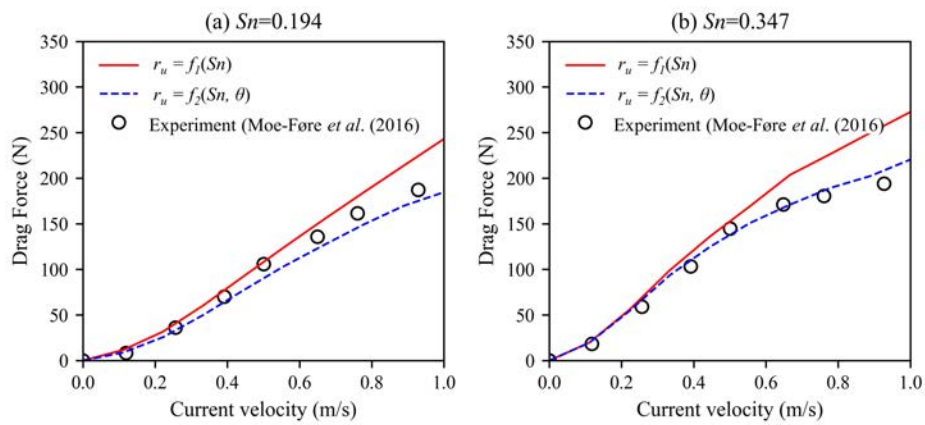 (a) Sn=0.194
350
300
250
200
150
100
50
0
Drag Force (N)
r_u = f_1(Sn)
r_u = f_2(Sn, θ)
Experiment (Moe-Føre et al. (2016)
0.0 0.2 0.4 0.6 0.8 1.0
Current velocity (m/s)
(b) Sn=0.347
350
300
250
200
150
100
50
0
Drag Force (N)
r_u = f_1(Sn)
r_u = f_2(Sn, θ)
Experiment (Moe-Føre et al. (2016)
0.0 0.2 0.4 0.6 0.8 1.0
Current velocity (m/s)